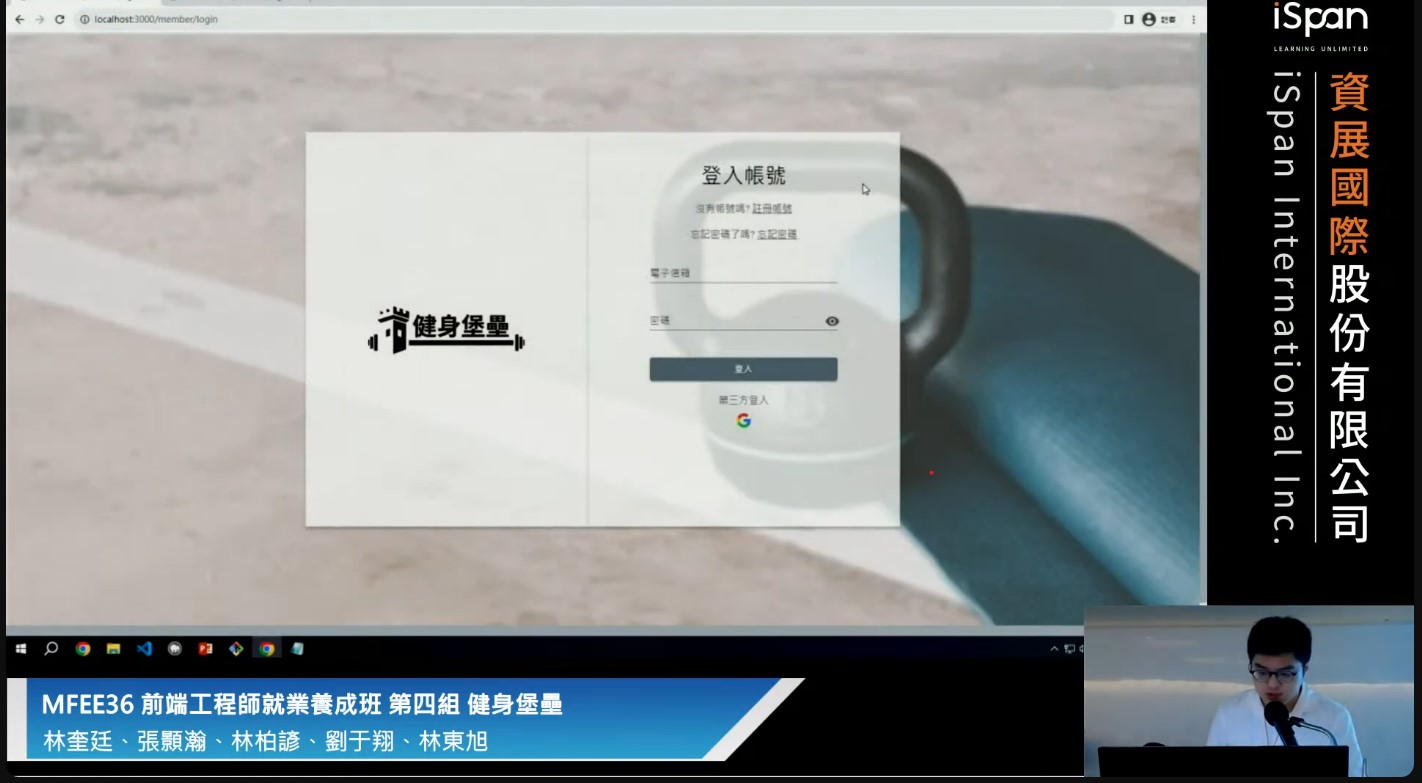 localhost:3000/member/login
iSpan
LEARNING UNLIMITED
資展國際股份有限公司
iSpan International Inc.
登入帳號
沒有帳號嗎? 註冊帳號
忘記密碼了嗎? 忘記密碼
電子信箱
密碼
健身堡壘
登入
第三方登入
MFEE36 前端工程師就業養成班 第四組 健身堡壘
林奎廷、張顥瀚、林柏諺、劉于翔、林東旭